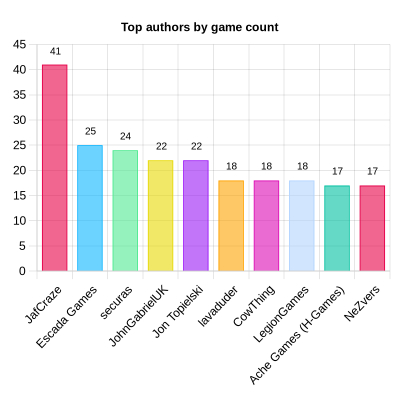 Top authors by game count
45
40
35
30
25
20
15
10
5
0
41
25
24
22
22
18
18
18
17
17
JafCraze
Escada Games
securas
JohnGabrielUK
Jon Topielski
lavaduder
CowThing
LegionGames
Ache Games (H-Games)
NeZvers